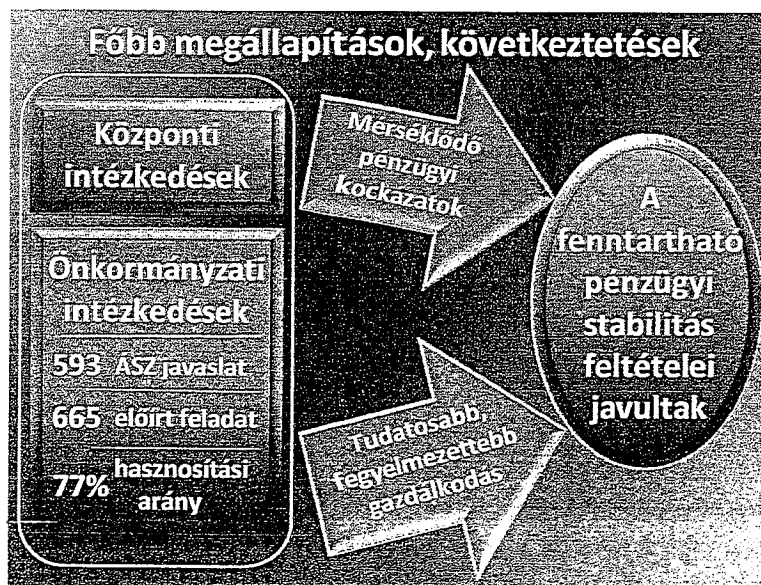 Főbb megállapítások, következtetések
Központi
intézkedések
Önkormányzati
intézkedések
593 ÁSZ javaslat
665 előírt feladat
77% hasznosítási
arány
Mérséklődő
pénzügyi
kockázatok
Tudatosabb,
fegyelmezettebb
gazdálkodás
A
fenntartható
pénzügyi
stabilitás
feltételei
javultak